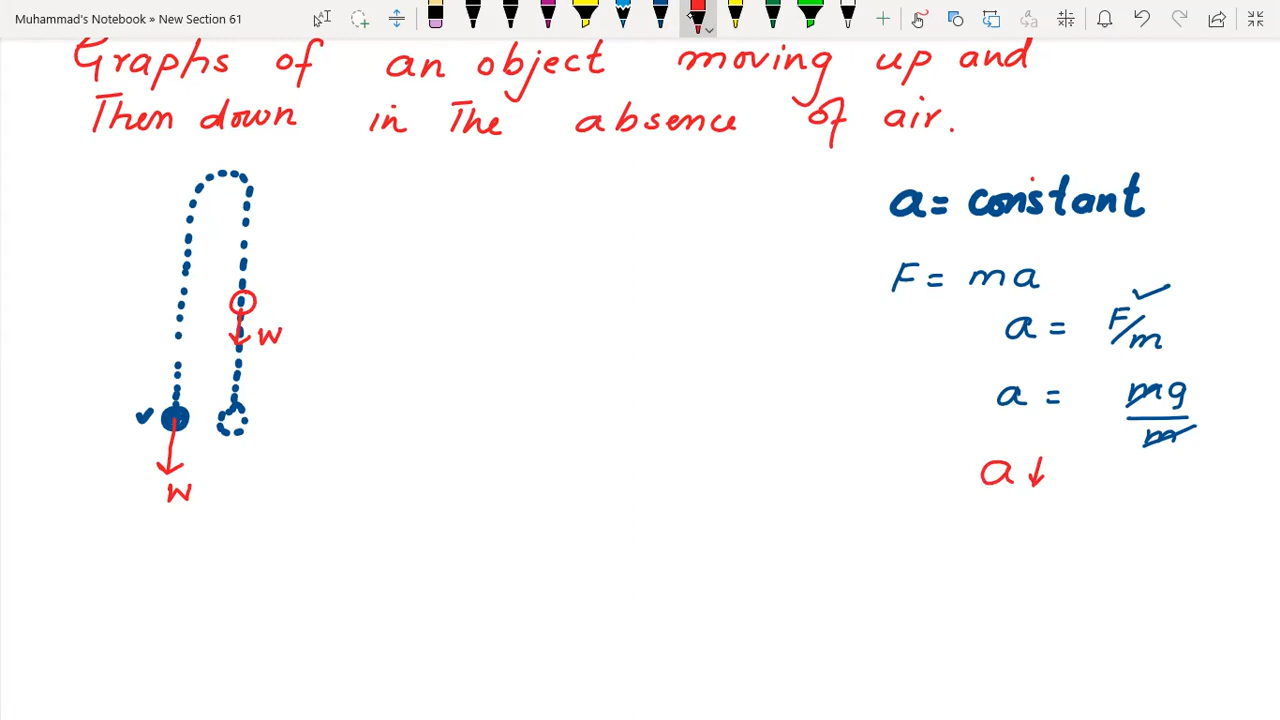 Muhammad's Notebook » New Section 61
Graphs of an object moving up and
Then down in The absence of air.
a = constant
F = ma
a = F/m
a = mg/m
a ↓
W
W